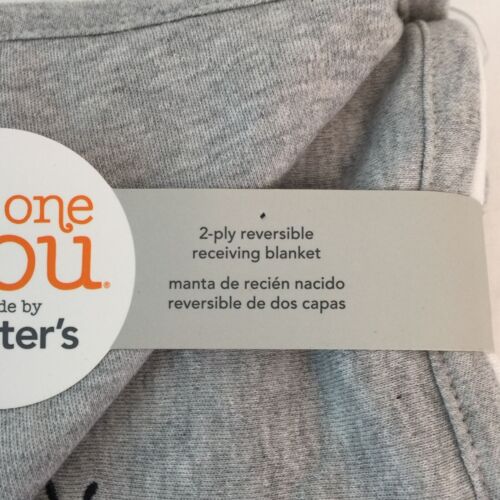 one
ou
de by
ter's
2-ply reversible
receiving blanket
manta de recién nacido
reversible de dos capas